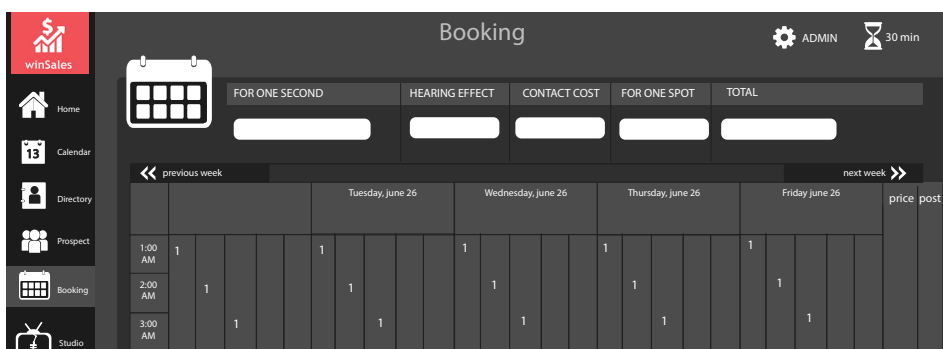 winSales
Booking
ADMIN
30 min
Home
13
Calendar
Directory
Prospect
Booking
Studio
FOR ONE SECOND
HEARING EFFECT
CONTACT COST
FOR ONE SPOT
TOTAL
previous week
next week
Tuesday, june 26
Wednesday, june 26
Thursday, june 26
Friday june 26
price
post
1:00 AM
1 1 1 1 1
2:00 AM
1 1 1 1 1
3:00 AM
1 1 1 1 1